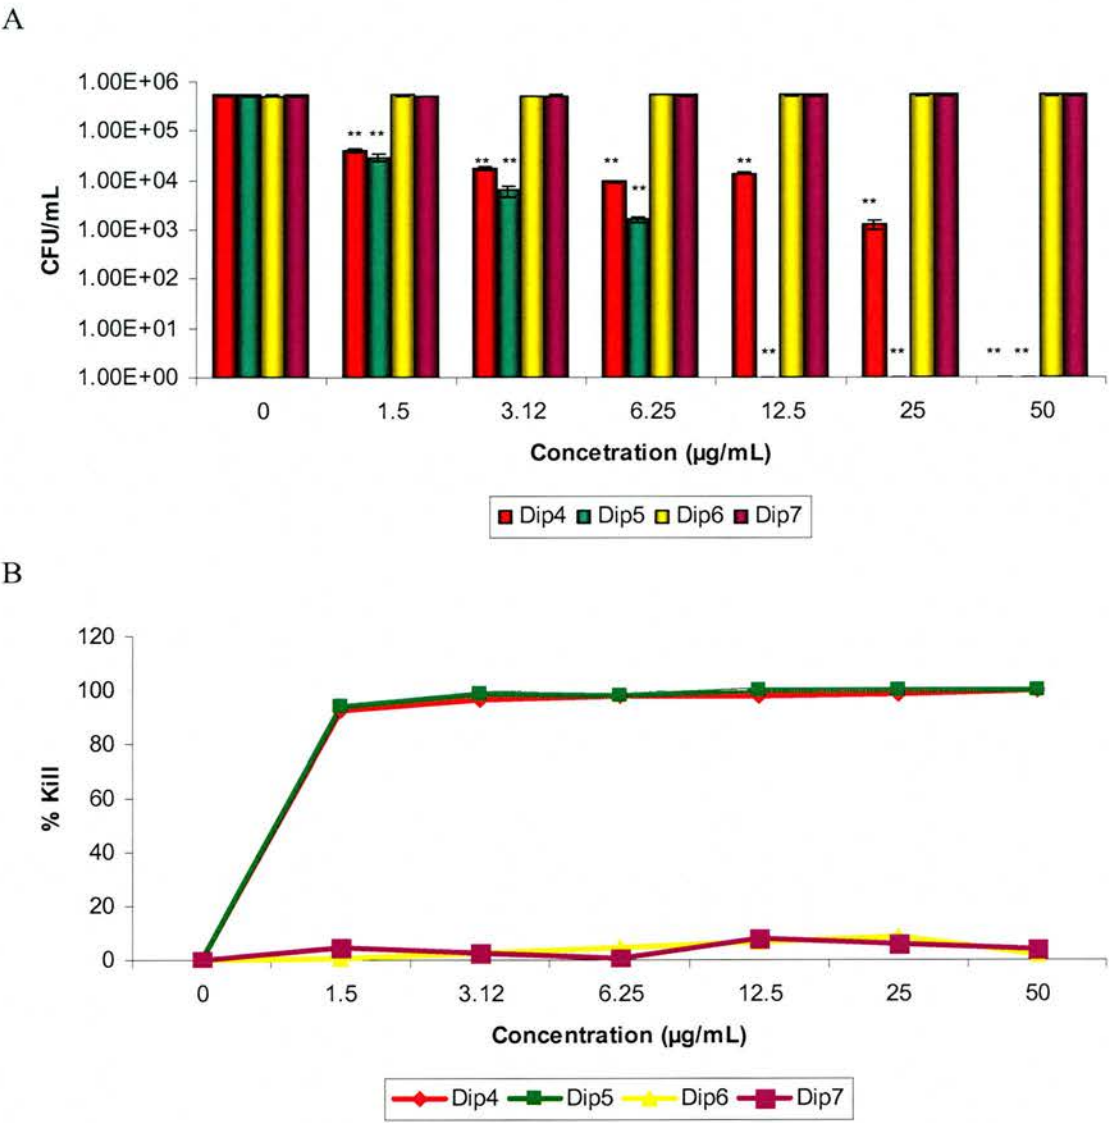 A
1.00E+06
1.00E+05
1.00E+04
1.00E+03
1.00E+02
1.00E+01
1.00E+00
CFU/mL
** ** ** ** ** ** ** ** ** ** ** **
0 1.5 3.12 6.25 12.5 25 50
Concetration (µg/mL)
Dip4 Dip5 Dip6 Dip7
B
120
100
80
60
40
20
0
% Kill
0 1.5 3.12 6.25 12.5 25 50
Concentration (µg/mL)
Dip4 Dip5 Dip6 Dip7